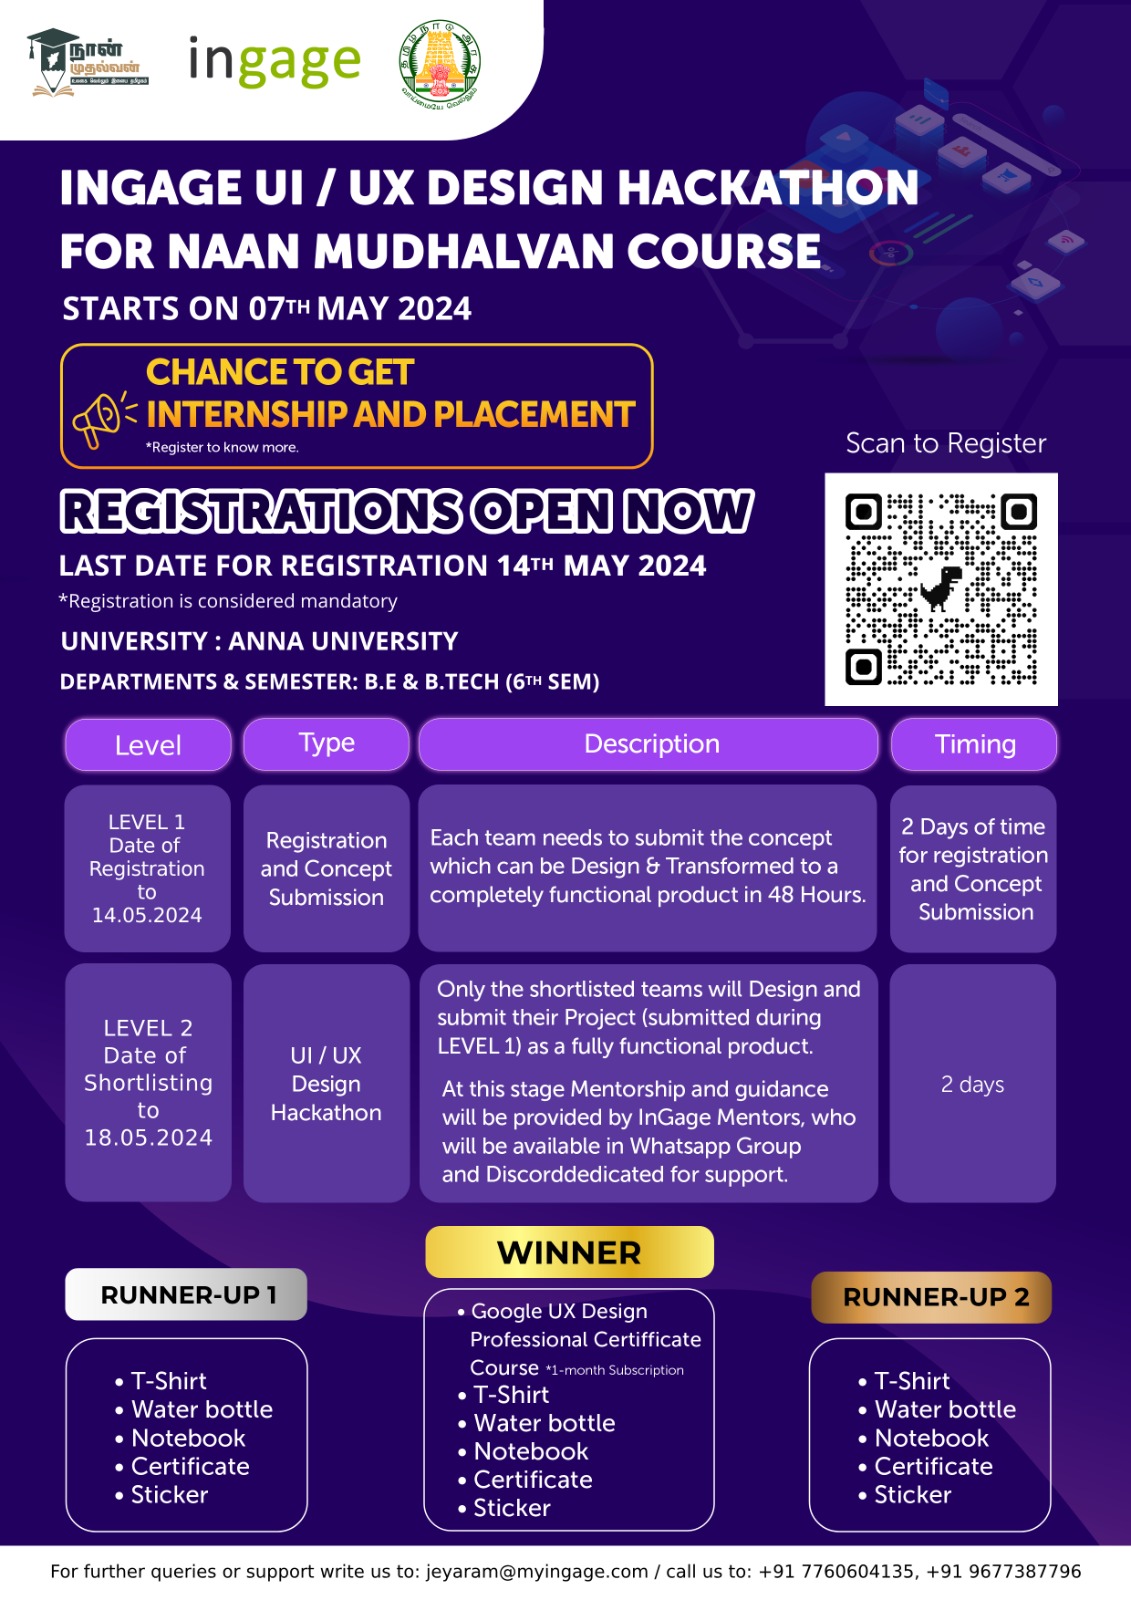 நான்
முதல்வன்
உலகை வெல்லும் இளைய தமிழகம்
ingage
தமிழ்நாடு அரசு
வாய்மையே வெல்லும்
INGAGE UI / UX DESIGN HACKATHON
FOR NAAN MUDHALVAN COURSE
STARTS ON 07TH MAY 2024
CHANCE TO GET
INTERNSHIP AND PLACEMENT
*Register to know more.
Scan to Register
REGISTRATIONS OPEN NOW
LAST DATE FOR REGISTRATION 14TH MAY 2024
*Registration is considered mandatory
UNIVERSITY : ANNA UNIVERSITY
DEPARTMENTS & SEMESTER: B.E & B.TECH (6TH SEM)
Level
Type
Description
Timing
LEVEL 1
Date of
Registration
to
14.05.2024
Registration
and Concept
Submission
Each team needs to submit the concept
which can be Design & Transformed to a
completely functional product in 48 Hours.
2 Days of time
for registration
and Concept
Submission
LEVEL 2
Date of
Shortlisting
to
18.05.2024
UI / UX
Design
Hackathon
Only the shortlisted teams will Design and
submit their Project (submitted during
LEVEL 1) as a fully functional product.
At this stage Mentorship and guidance
will be provided by InGage Mentors, who
will be available in Whatsapp Group
and Discorddedicated for support.
2 days
RUNNER-UP 1
• T-Shirt
• Water bottle
• Notebook
• Certificate
• Sticker
WINNER
• Google UX Design
Professional Certifficate
Course *1-month Subscription
• T-Shirt
• Water bottle
• Notebook
• Certificate
• Sticker
RUNNER-UP 2
• T-Shirt
• Water bottle
• Notebook
• Certificate
• Sticker
For further queries or support write us to: jeyaram@myingage.com / call us to: +91 7760604135, +91 9677387796